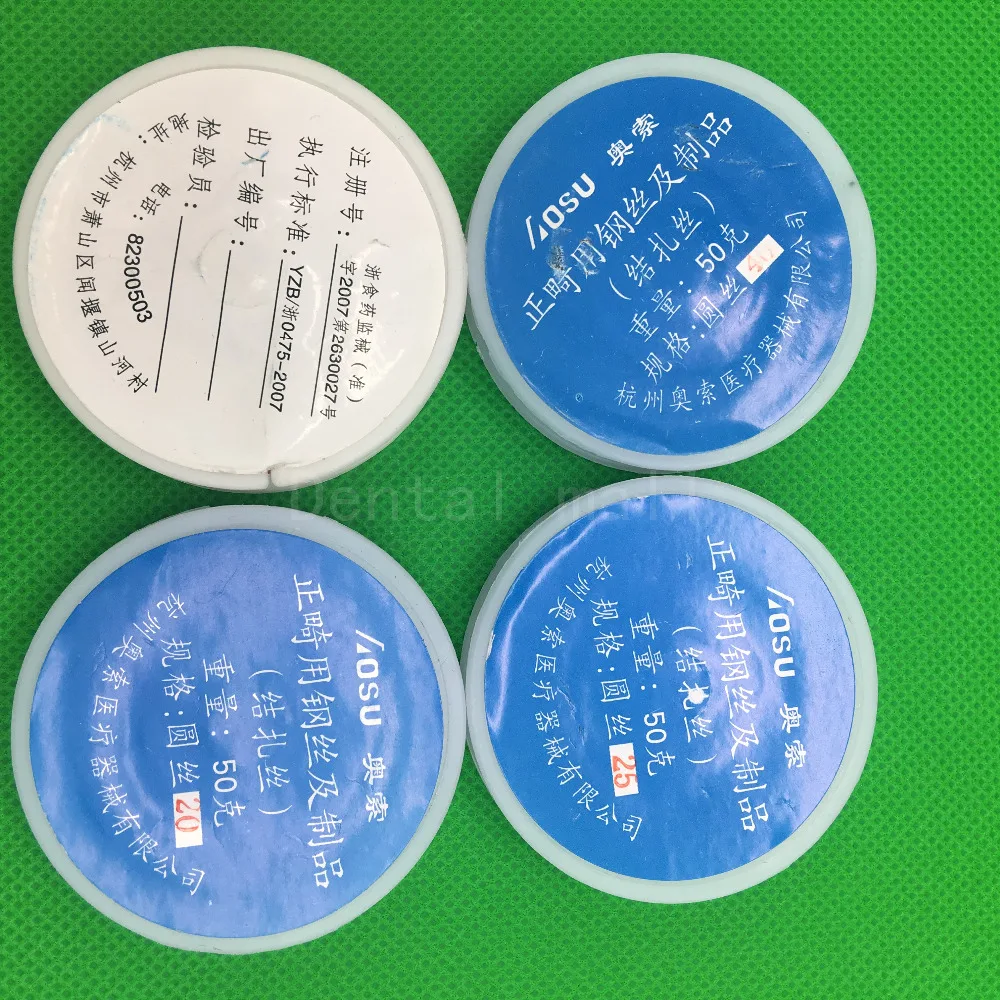 注册号：浙食药监械（准）
字2007第2630027号
执行标准：YZB/浙0475-2007
出厂编号：
检验员：
电话：82300503
地址：杭州市萧山区闻堰镇山河村
AOSU 奥索
正畸用钢丝及制品
（结扎丝）
重量：50克
规格：圆丝40
杭州奥索医疗器械有限公司
AOSU 奥索
正畸用钢丝及制品
（结扎丝）
重量：50克
规格：圆丝20
杭州奥索医疗器械有限公司
AOSU 奥索
正畸用钢丝及制品
（结扎丝）
重量：50克
规格：圆丝25
杭州奥索医疗器械有限公司
Dental mall